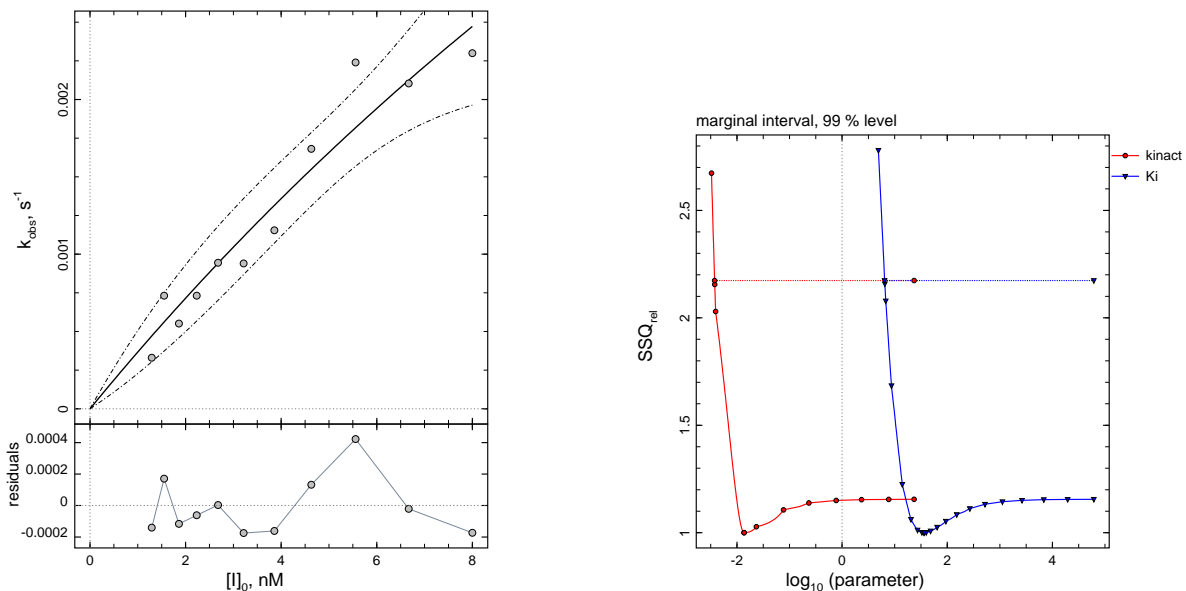 0.002
0.001
0
k_obs, s^-1
0.0004
0.0002
0
-0.0002
residuals
0 2 4 6 8
[I]_0, nM
marginal interval, 99 % level
kinact
Ki
2.5
2
1.5
1
SSQ_rel
-2 0 2 4
log_10 (parameter)